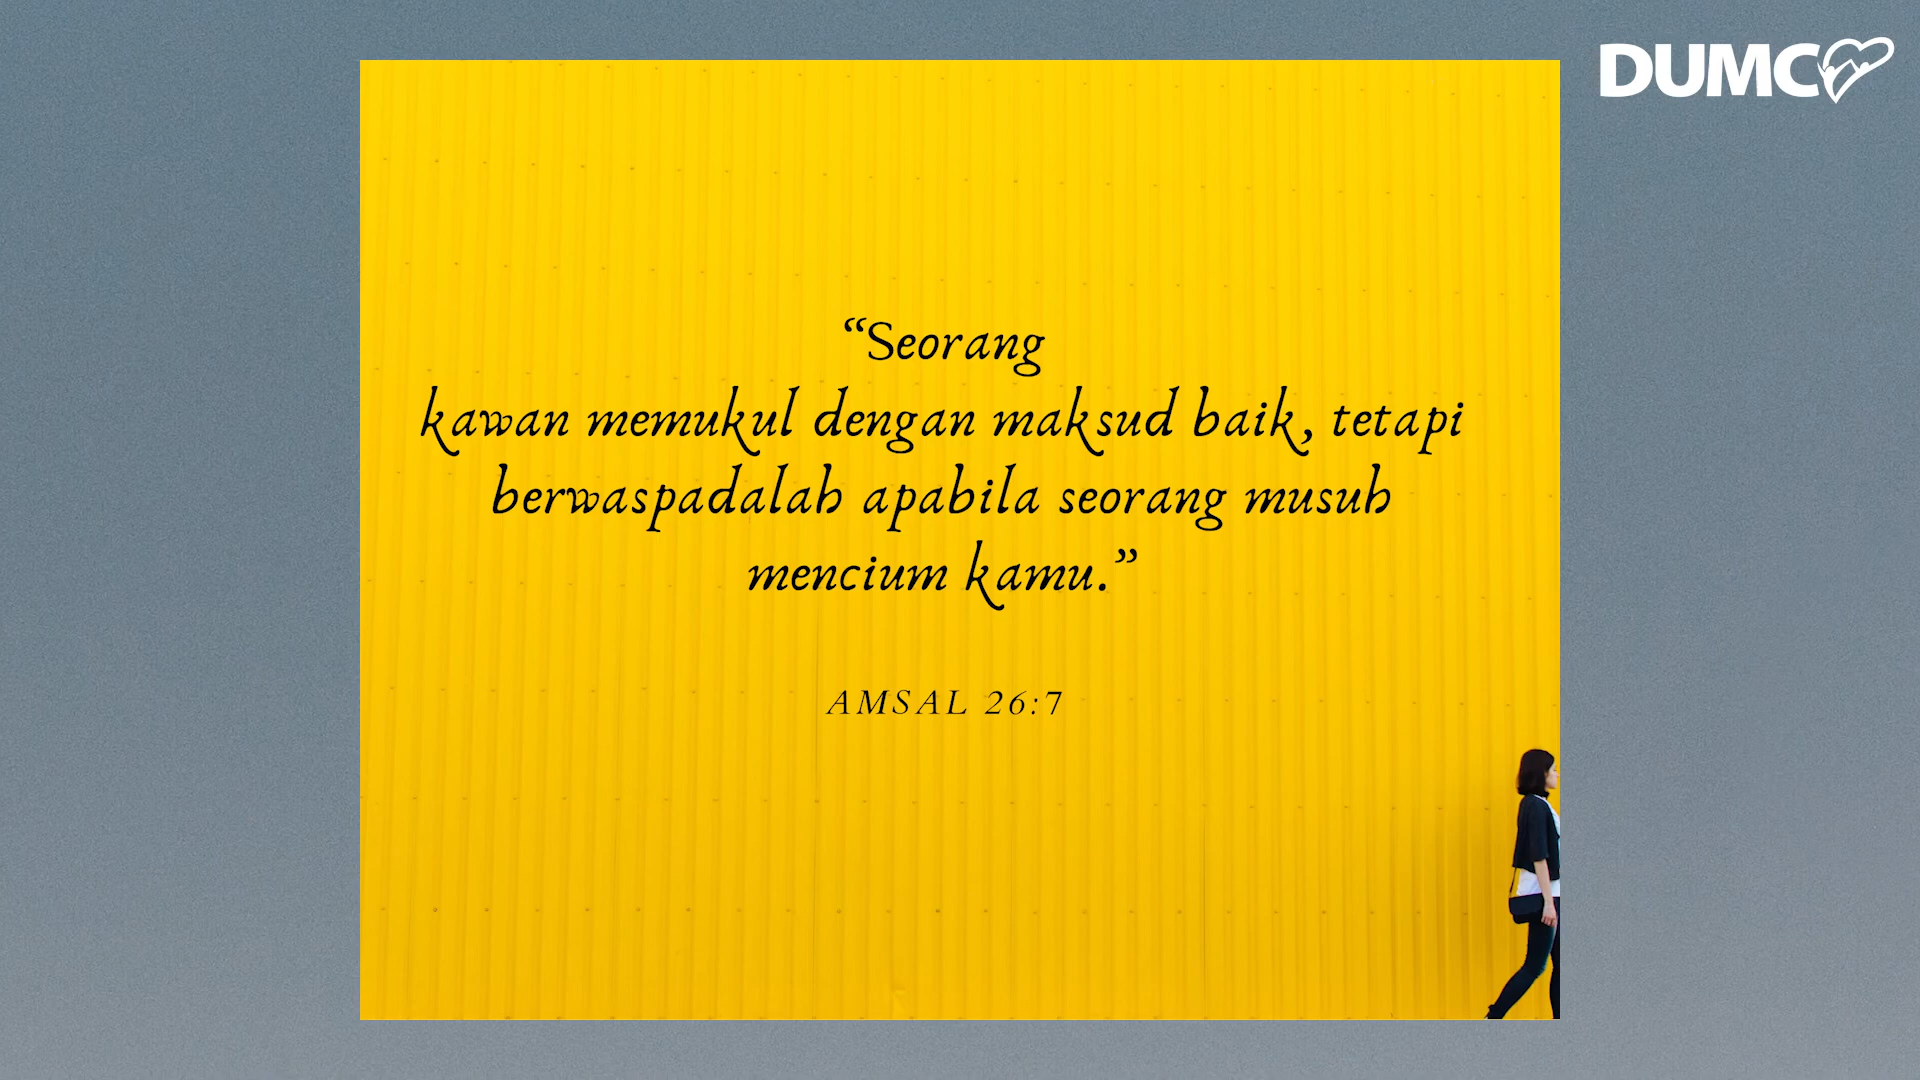 DUMC
“Seorang
kawan memukul dengan maksud baik, tetapi
berwaspadalah apabila seorang musuh
mencium kamu.”
AMSAL 26:7